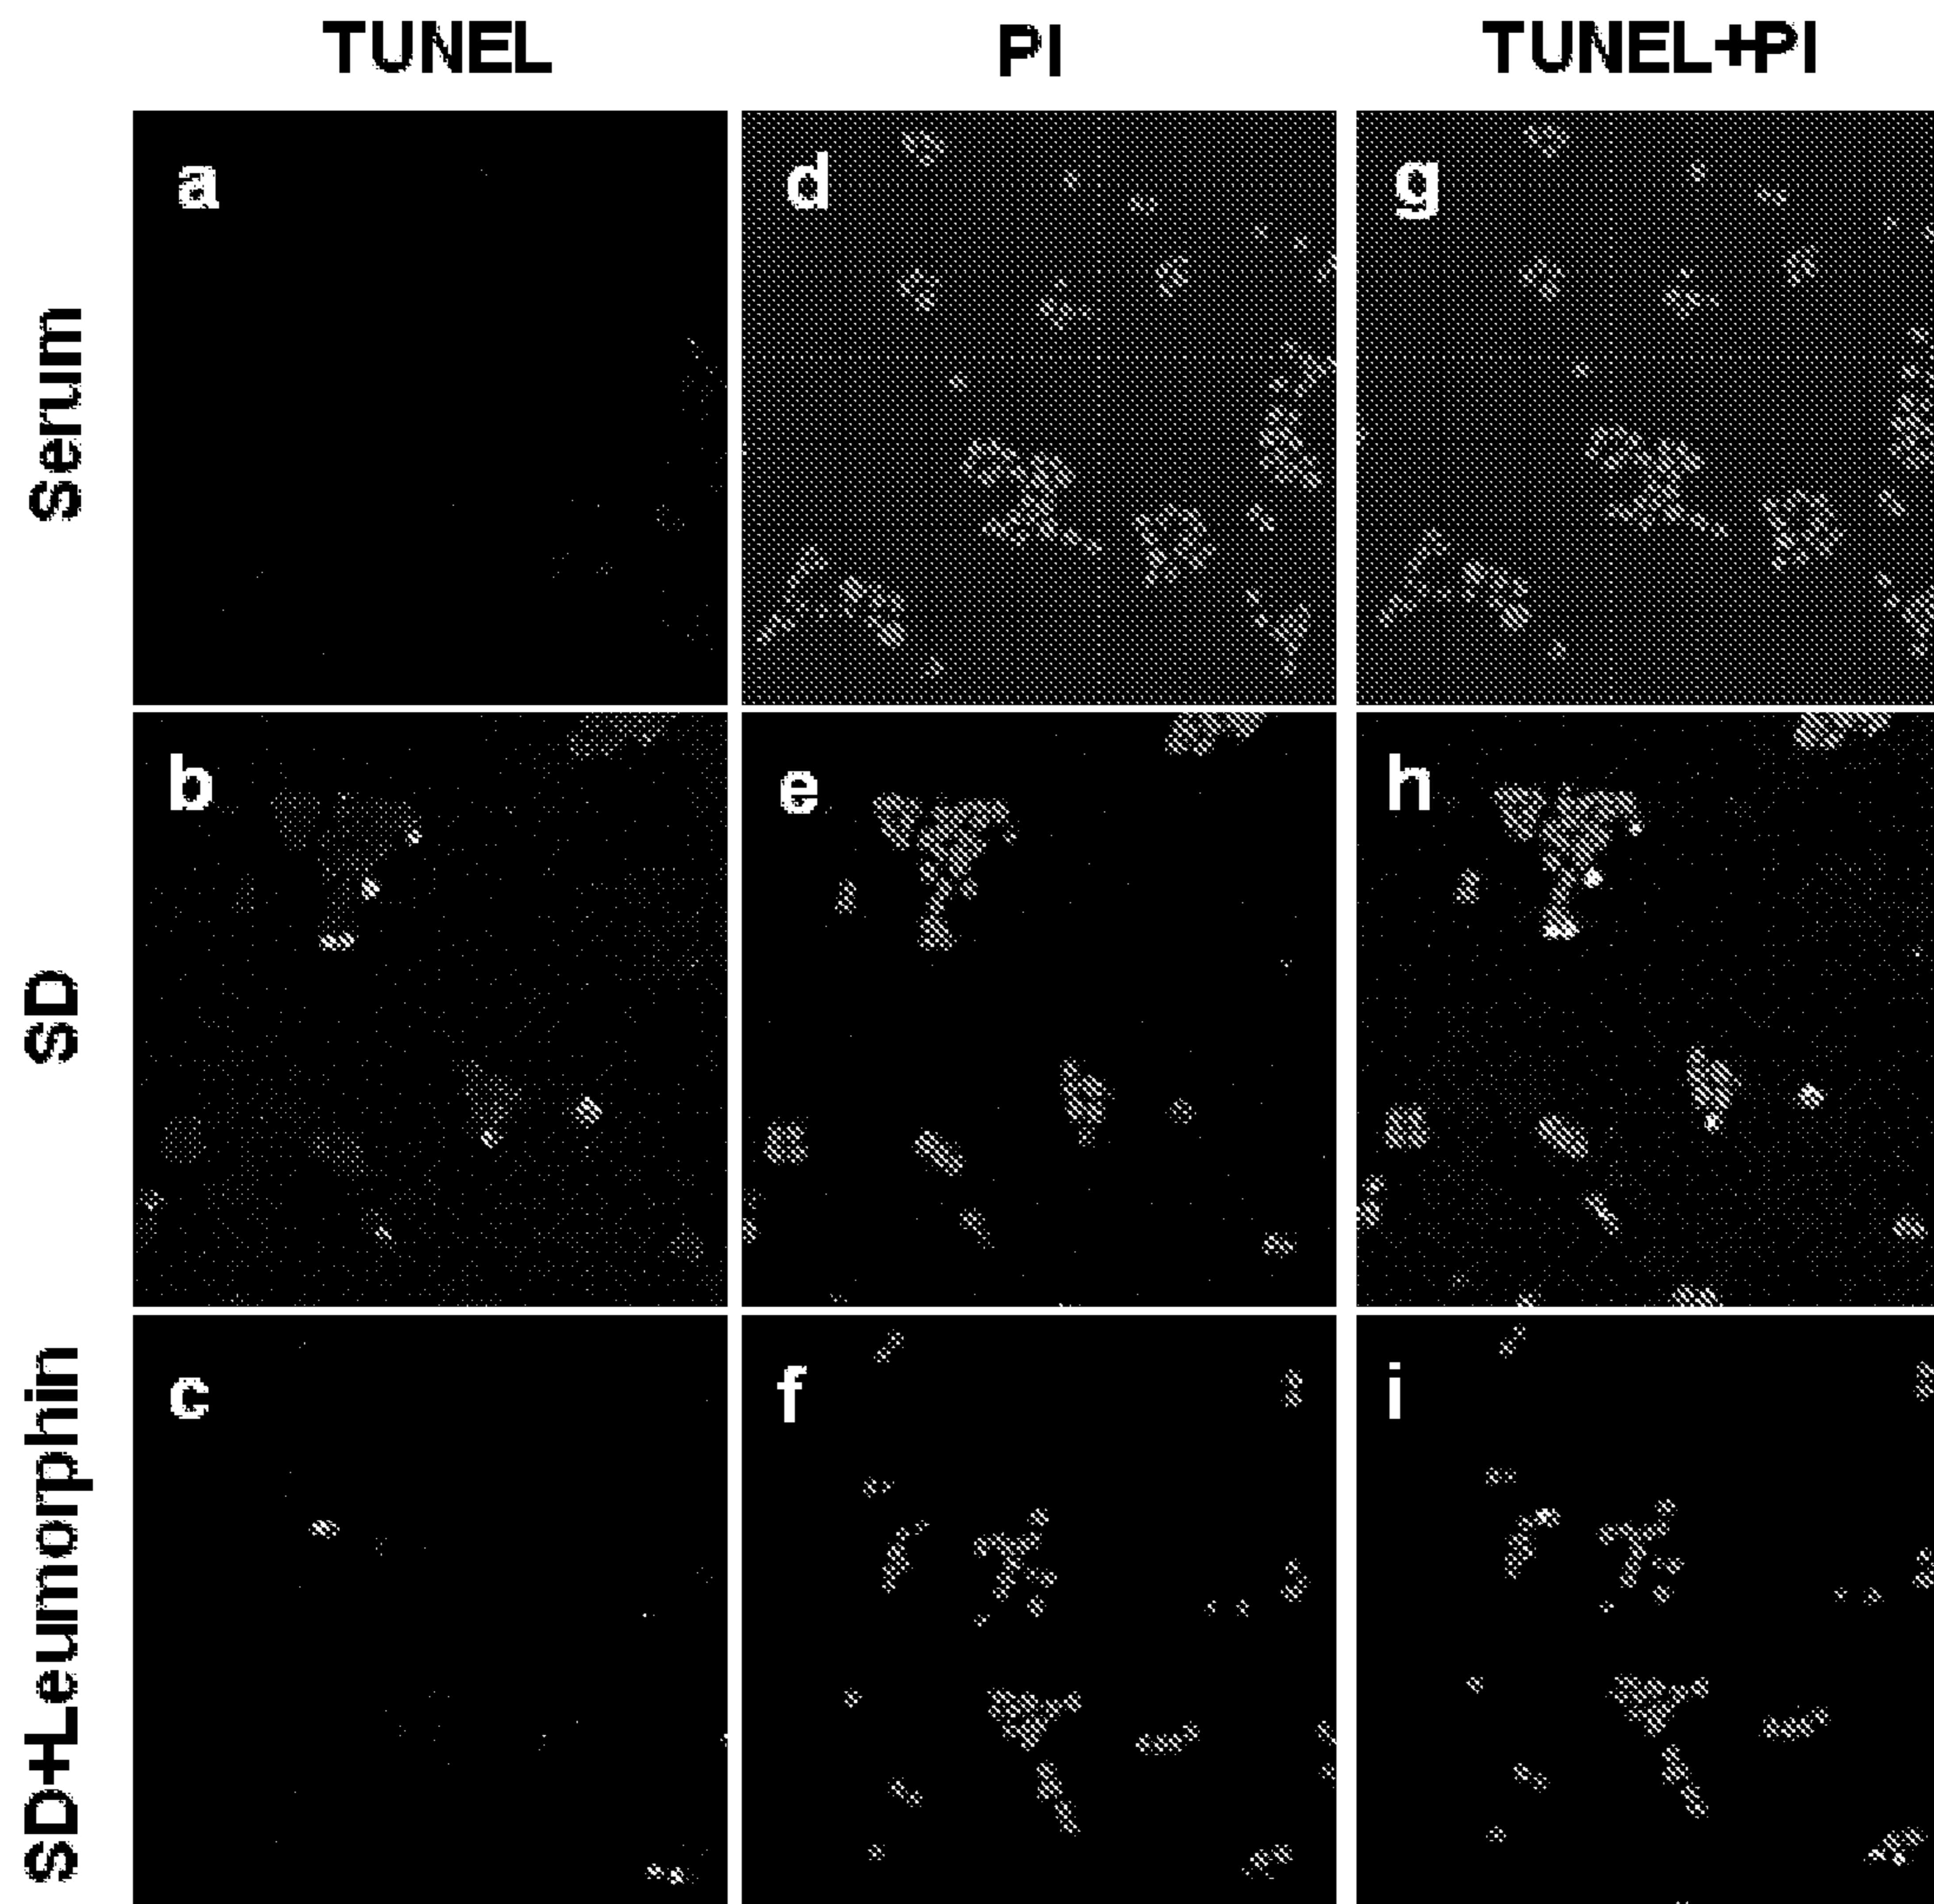 TUNEL PI TUNEL+PI
Serum
a d g
SD
b e h
SD+Leumorphin
c f i